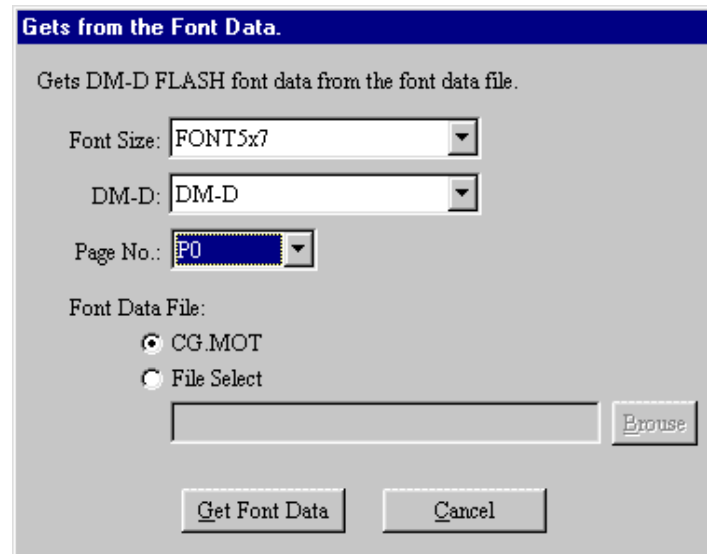 Gets from the Font Data.
Gets DM-D FLASH font data from the font data file.
Font Size: FONT5x7
DM-D: DM-D
Page No.: P0
Font Data File:
CG.MOT
File Select
Brouse
Get Font Data Cancel